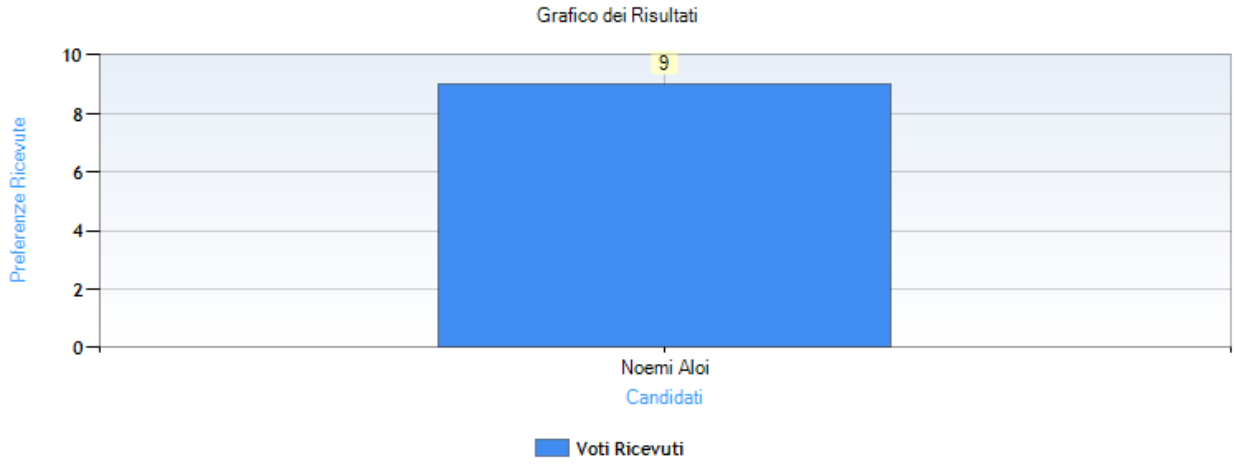 Grafico dei Risultati
10
9
8
6
4
2
0
Preferenze Ricevute
Noemi Aloi
Candidati
Voti Ricevuti